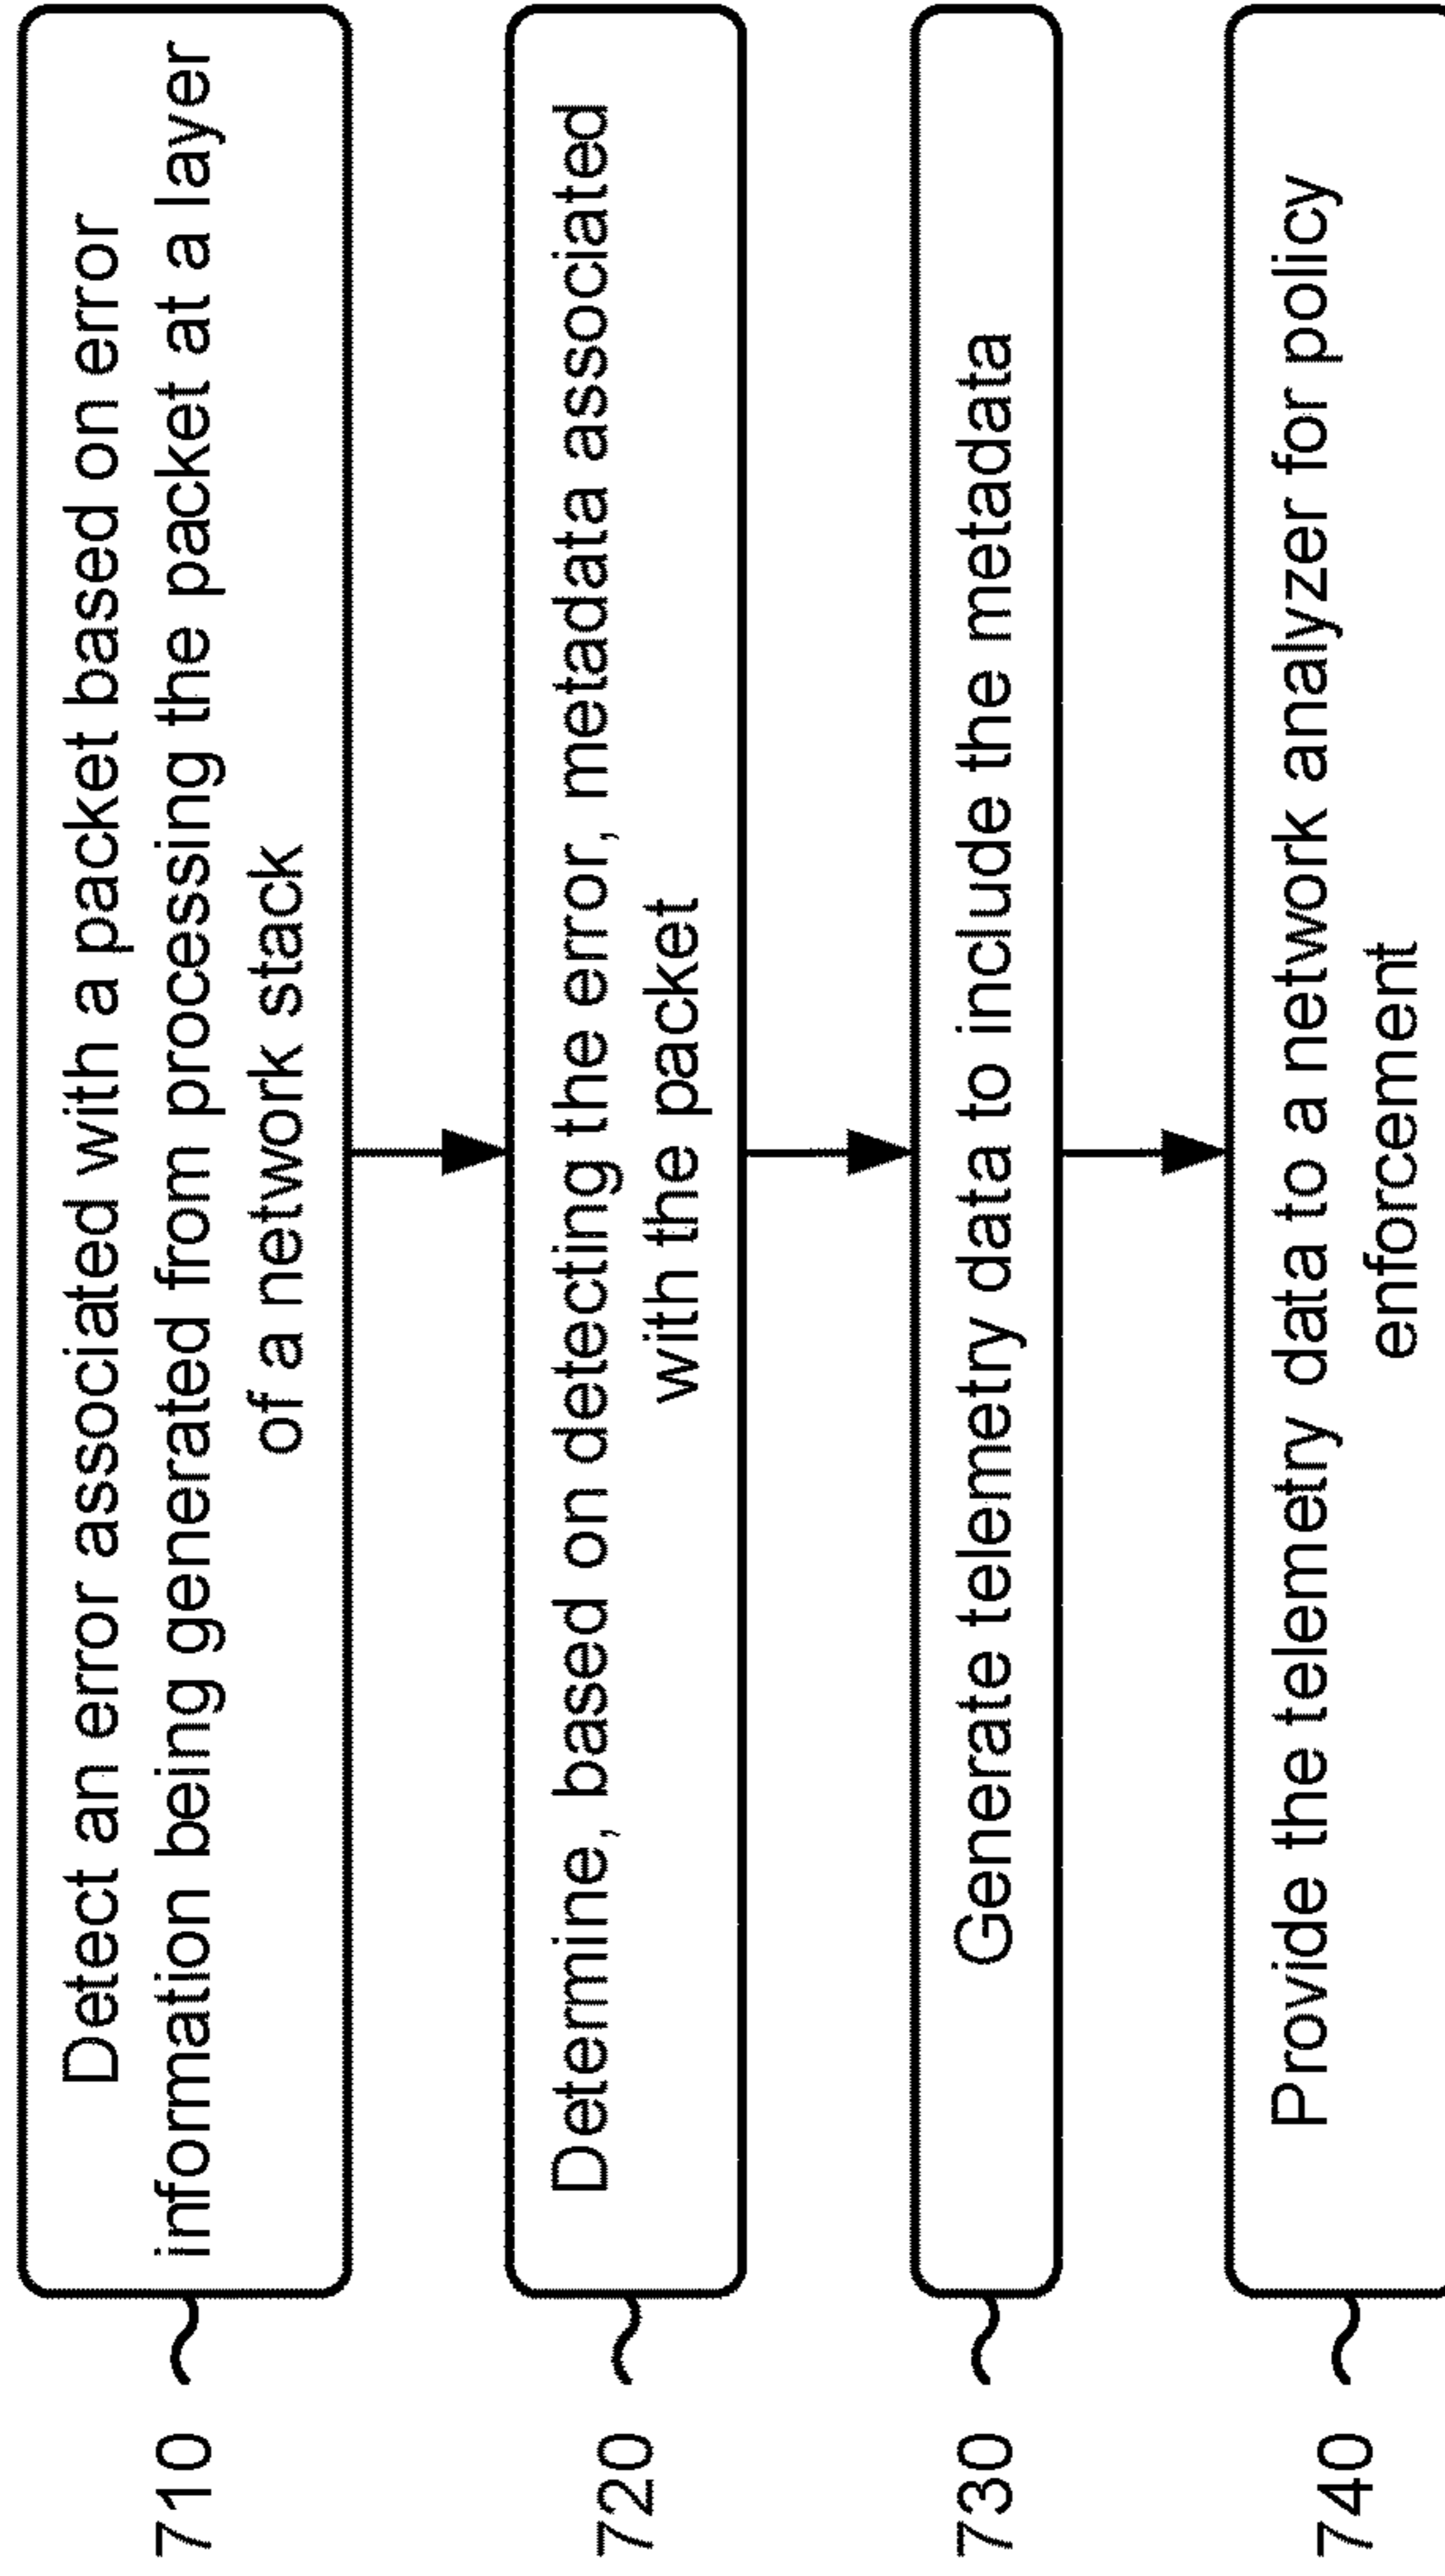 710
Detect an error associated with a packet based on error
information being generated from processing the packet at a layer
of a network stack
720
Determine, based on detecting the error, metadata associated
with the packet
730
Generate telemetry data to include the metadata
740
Provide the telemetry data to a network analyzer for policy
enforcement